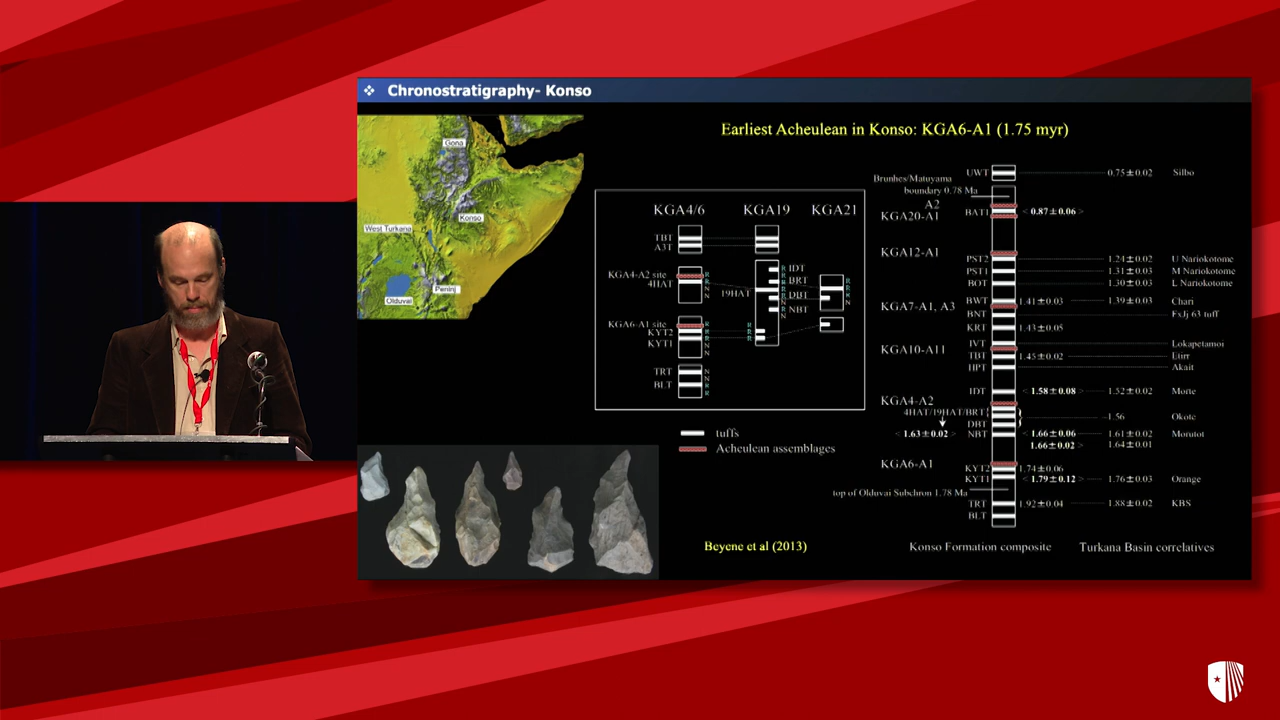 ❖ Chronostratigraphy- Konso
Earliest Acheulean in Konso: KGA6-A1 (1.75 myr)
Gona
Konso
West Turkana
Peninj
Olduvai
KGA4/6 KGA19 KGA21
TBT
A3T
KGA4-A2 site
4HAT
KGA6-A1 site
KYT2
KYT1
TRT
BLT
19HAT
IDT
BRT
DBT
NBT
tuffs
Acheulean assemblages
Brunhes/Matuyama
boundary 0.78 Ma
UWT 0.75±0.02 Silbo
A2
KGA20-A1 BAT1 < 0.87±0.06 >
KGA12-A1
PST2 1.24±0.02 U Nariokotome
PST1 1.31±0.03 M Nariokotome
BOT 1.30±0.03 L Nariokotome
BWT 1.41±0.03 1.39±0.03 Chari
KGA7-A1, A3
BNT FxJj 63 tuff
KRT 1.43±0.05
IVT Lokapetamoi
KGA10-A11
TBT 1.45±0.02 Etirr
HPT Akait
IDT < 1.58±0.08 > 1.52±0.02 Morte
KGA4-A2
4HAT/19HAT/BRT 1.56 Okote
DBT
< 1.63±0.02 > NBT < 1.66±0.06 1.61±0.02 Morutot
1.66±0.02 > 1.64±0.01
KGA6-A1
KYT2 1.74±0.06
KYT1 < 1.79±0.12 > 1.76±0.03 Orange
top of Olduvai Subchron 1.78 Ma
TRT 1.92±0.04 1.88±0.02 KBS
BLT
Beyene et al (2013)
Konso Formation composite Turkana Basin correlatives